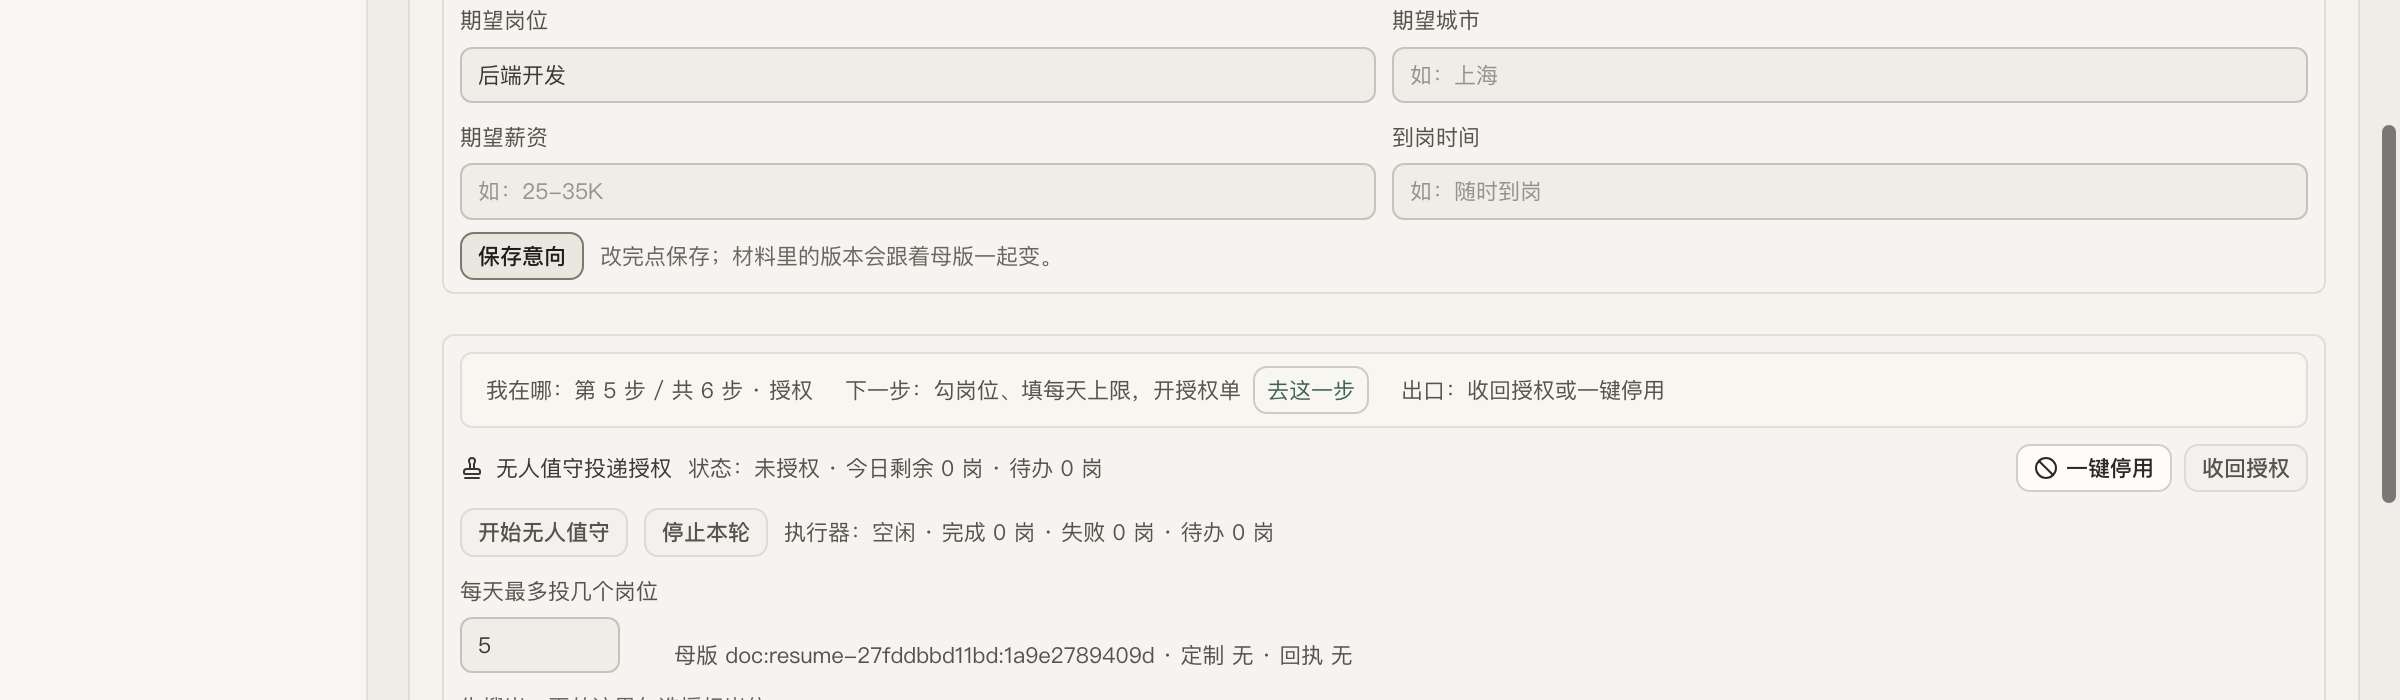 期望岗位
期望城市
后端开发
如：上海
期望薪资
到岗时间
如：25–35K
如：随时到岗
保存意向 改完点保存；材料里的版本会跟着母版一起变。
我在哪：第 5 步 / 共 6 步 · 授权 下一步：勾岗位、填每天上限，开授权单 去这一步 出口：收回授权或一键停用
无人值守投递授权 状态：未授权 · 今日剩余 0 岗 · 待办 0 岗 一键停用 收回授权
开始无人值守 停止本轮 执行器：空闲 · 完成 0 岗 · 失败 0 岗 · 待办 0 岗
每天最多投几个岗位
5
母版 doc:resume–27fddbbd11bd:1a9e2789409d · 定制 无 · 回执 无